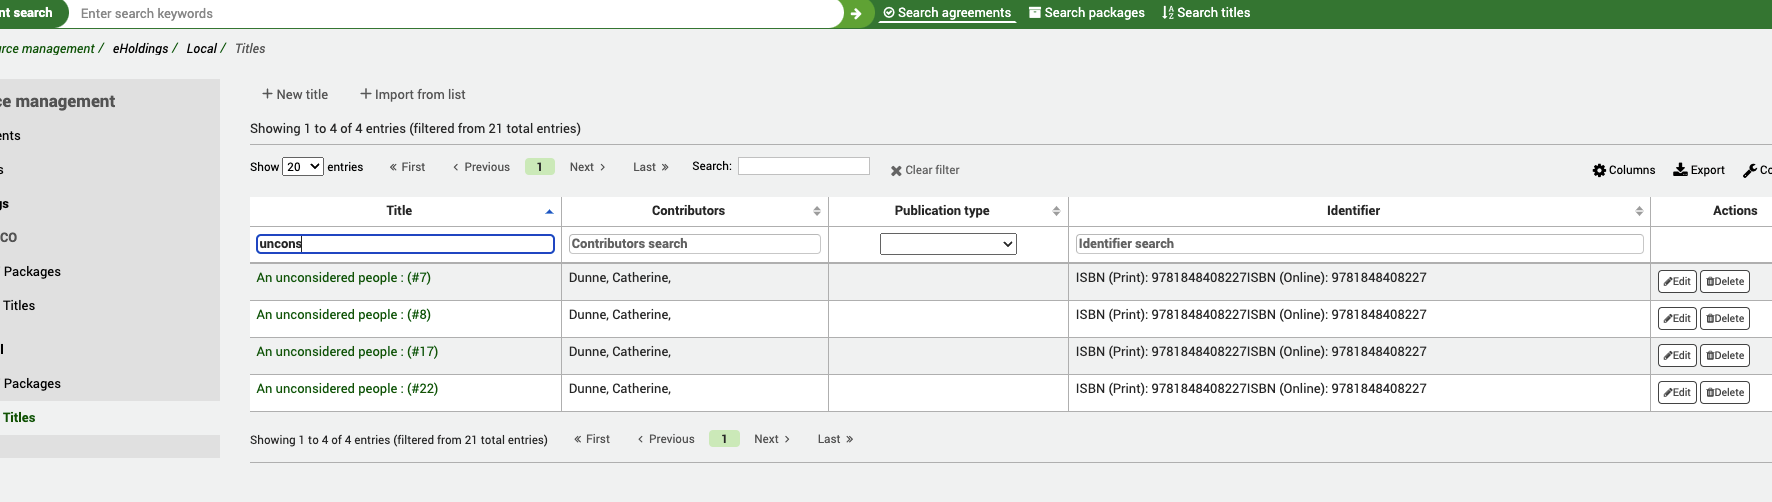 nt search Enter search keywords Search agreements Search packages Search titles
rce management / eHoldings / Local / Titles
ce management
ents
s
gs
CO
Packages
Titles
l
Packages
Titles
+ New title + Import from list
Showing 1 to 4 of 4 entries (filtered from 21 total entries)
Show 20 entries « First ‹ Previous 1 Next › Last » Search: Clear filter Columns Export Co
Title Contributors Publication type Identifier Actions
uncons Contributors search Identifier search
An unconsidered people : (#7) Dunne, Catherine, ISBN (Print): 9781848408227ISBN (Online): 9781848408227 Edit Delete
An unconsidered people : (#8) Dunne, Catherine, ISBN (Print): 9781848408227ISBN (Online): 9781848408227 Edit Delete
An unconsidered people : (#17) Dunne, Catherine, ISBN (Print): 9781848408227ISBN (Online): 9781848408227 Edit Delete
An unconsidered people : (#22) Dunne, Catherine, ISBN (Print): 9781848408227ISBN (Online): 9781848408227 Edit Delete
Showing 1 to 4 of 4 entries (filtered from 21 total entries) « First ‹ Previous 1 Next › Last »